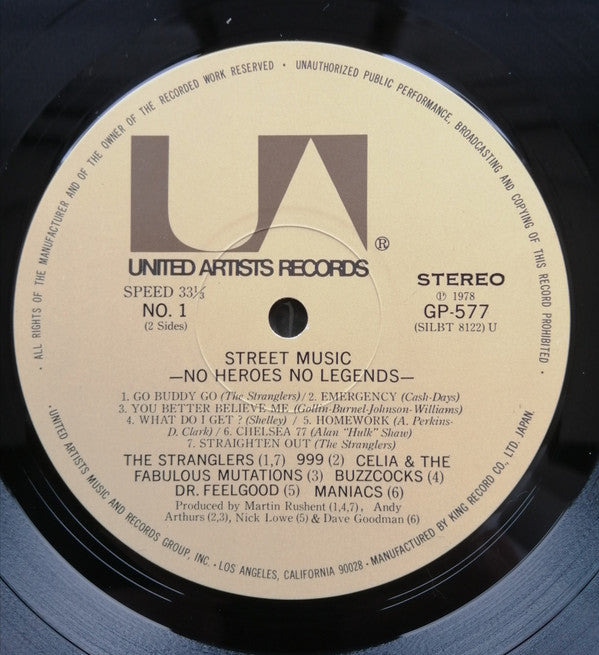 · ALL RIGHTS OF THE MANUFACTURER AND OF THE OWNER OF THE RECORDED WORK RESERVED · UNAUTHORIZED PUBLIC PERFORMANCE, BROADCASTING AND COPYING OF THIS RECORD PROHIBITED ·
UA ®
UNITED ARTISTS RECORDS
SPEED 33⅓
NO. 1
(2 Sides)
STEREO
℗ 1978
GP-577
(SILBT 8122) U
STREET MUSIC
—NO HEROES NO LEGENDS—
1. GO BUDDY GO (The Stranglers)/2. EMERGENCY (Cash-Days)
3. YOU BETTER BELIEVE ME (Gollin-Burnel-Johnson-Williams)
4. WHAT DO I GET ? (Shelley) / 5. HOMEWORK (A. Perkins-
D. Clark) / 6. CHELSEA 77 (Alan "Hulk" Shaw)
7. STRAIGHTEN OUT (The Stranglers)
THE STRANGLERS (1,7) 999 (2) CELIA & THE
FABULOUS MUTATIONS (3) BUZZCOCKS (4)
DR. FEELGOOD (5) MANIACS (6)
Produced by Martin Rushent (1,4,7), Andy
Arthurs (2,3), Nick Lowe (5) & Dave Goodman (6)
· UNITED ARTISTS MUSIC AND RECORDS GROUP, INC. · LOS ANGELES, CALIFORNIA 90028 · MANUFACTURED BY KING RECORD CO., LTD. JAPAN.